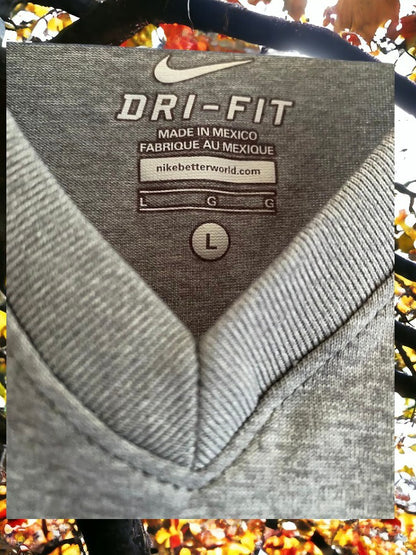 DRI-FIT
MADE IN MEXICO
FABRIQUE AU MEXIQUE
nikebetterworld.com
L G G
L